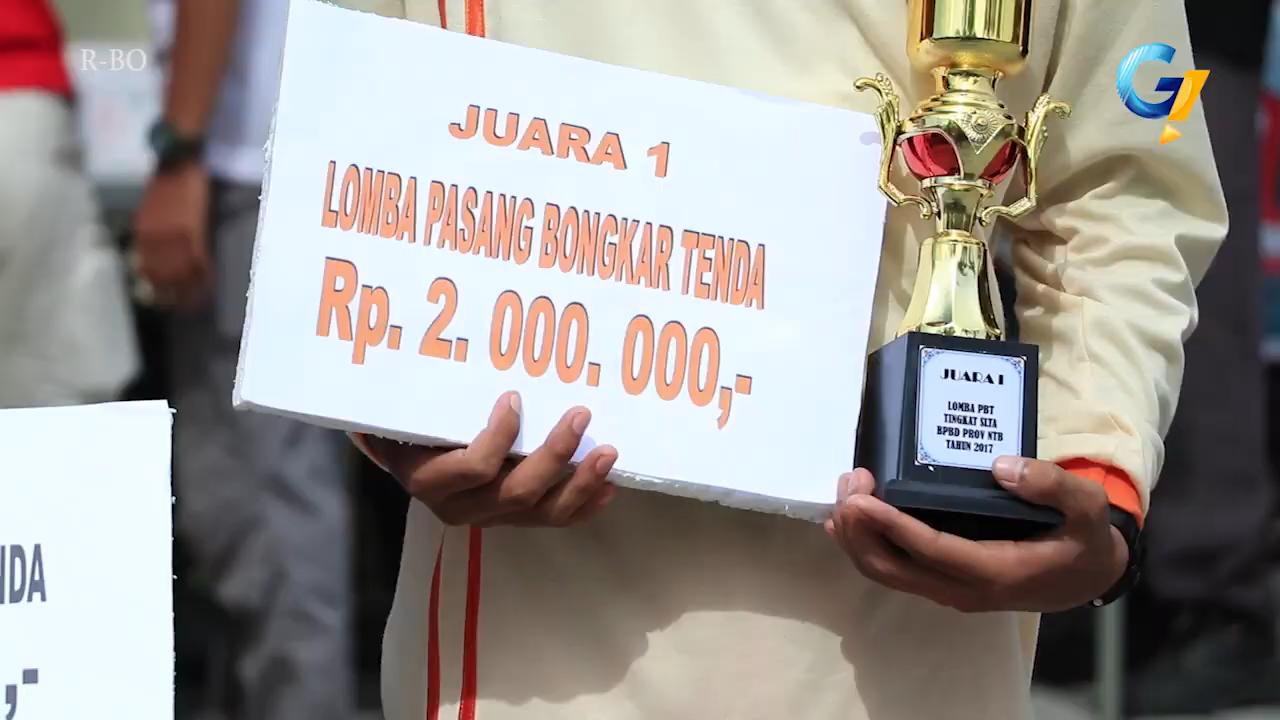 R-BO
G7
JUARA 1
LOMBA PASANG BONGKAR TENDA
Rp. 2. 000. 000,-
JUARA I
LOMBA PBT
TINGKAT SLTA
BPBD PROV NTB
TAHUN 2017
NDA
,-